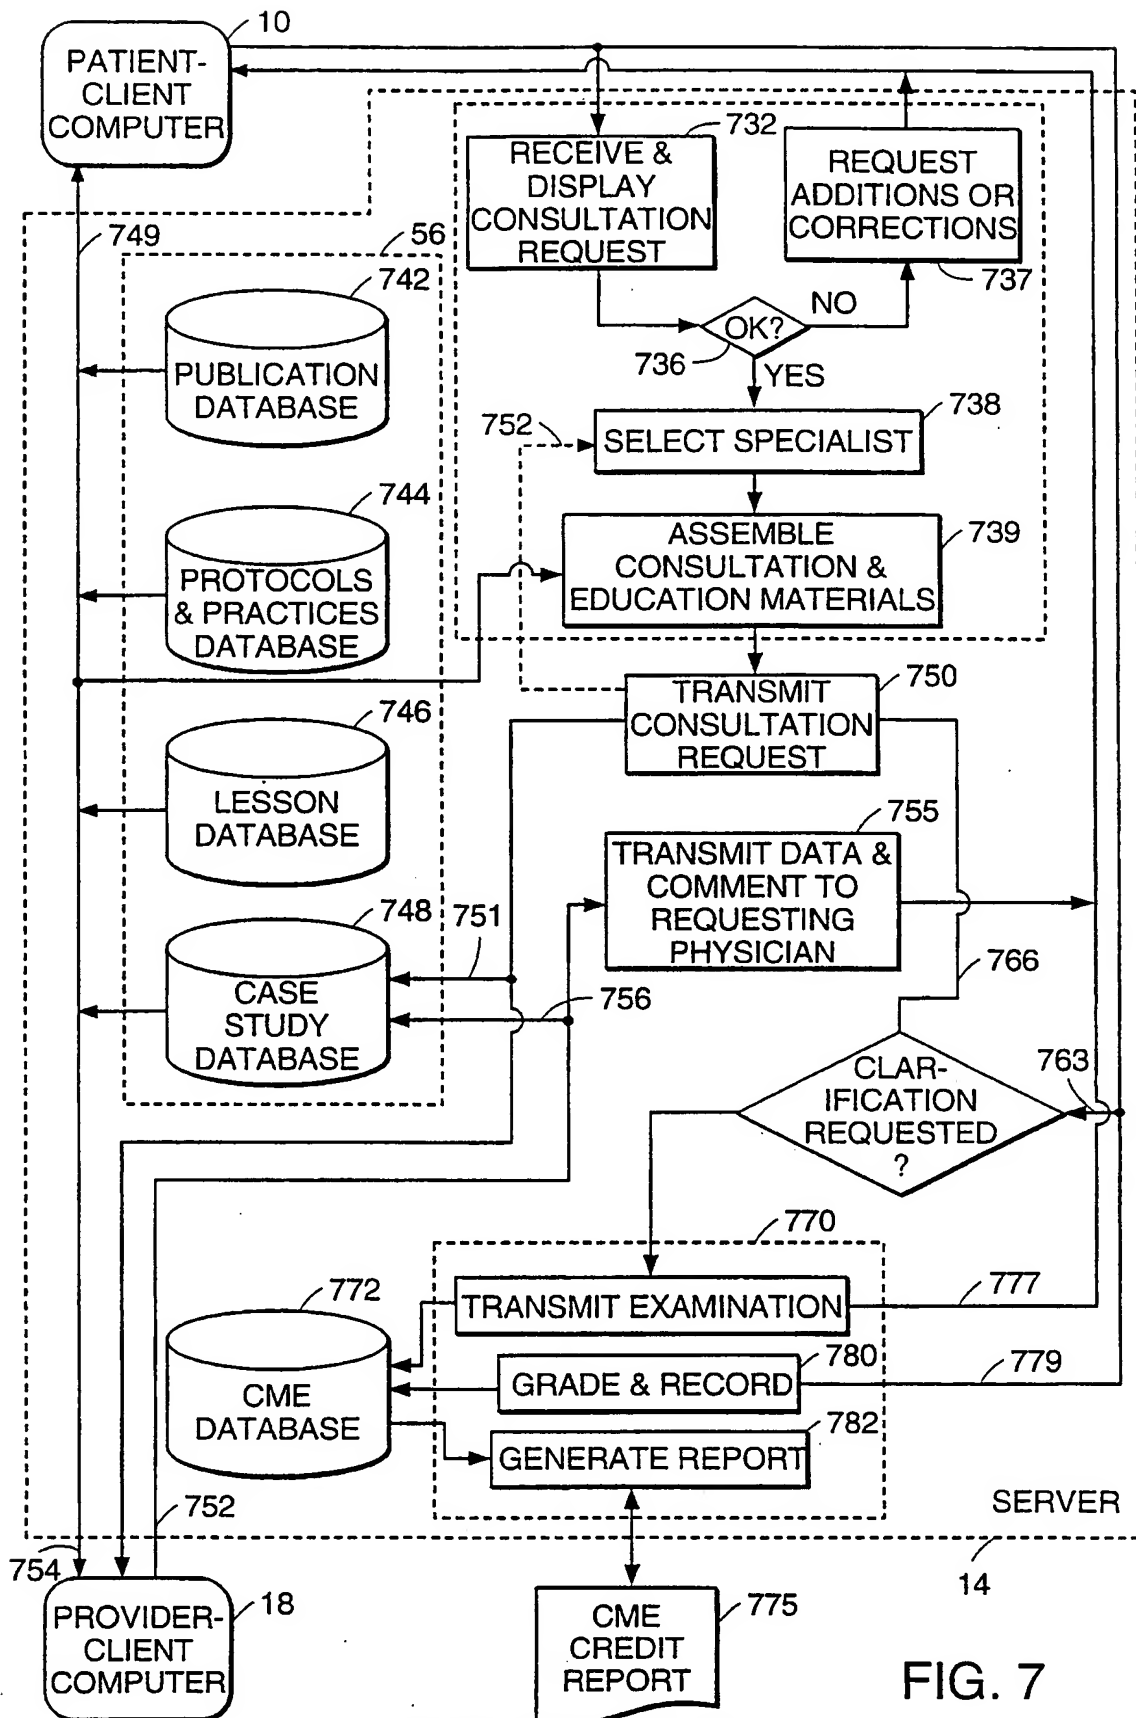 10
PATIENT-
CLIENT
COMPUTER
732
RECEIVE &
DISPLAY
CONSULTATION
REQUEST
REQUEST
ADDITIONS OR
CORRECTIONS
737
749
56
742
PUBLICATION
DATABASE
OK?
NO
736
YES
738
752
SELECT SPECIALIST
744
PROTOCOLS
& PRACTICES
DATABASE
739
ASSEMBLE
CONSULTATION &
EDUCATION MATERIALS
750
TRANSMIT
CONSULTATION
REQUEST
746
LESSON
DATABASE
755
TRANSMIT DATA &
COMMENT TO
REQUESTING
PHYSICIAN
748
751
CASE
STUDY
DATABASE
756
766
763
CLAR-
IFICATION
REQUESTED
?
770
772
TRANSMIT EXAMINATION
777
CME
DATABASE
780
GRADE & RECORD
779
782
GENERATE REPORT
SERVER
752
754
14
18
PROVIDER-
CLIENT
COMPUTER
775
CME
CREDIT
REPORT
FIG. 7